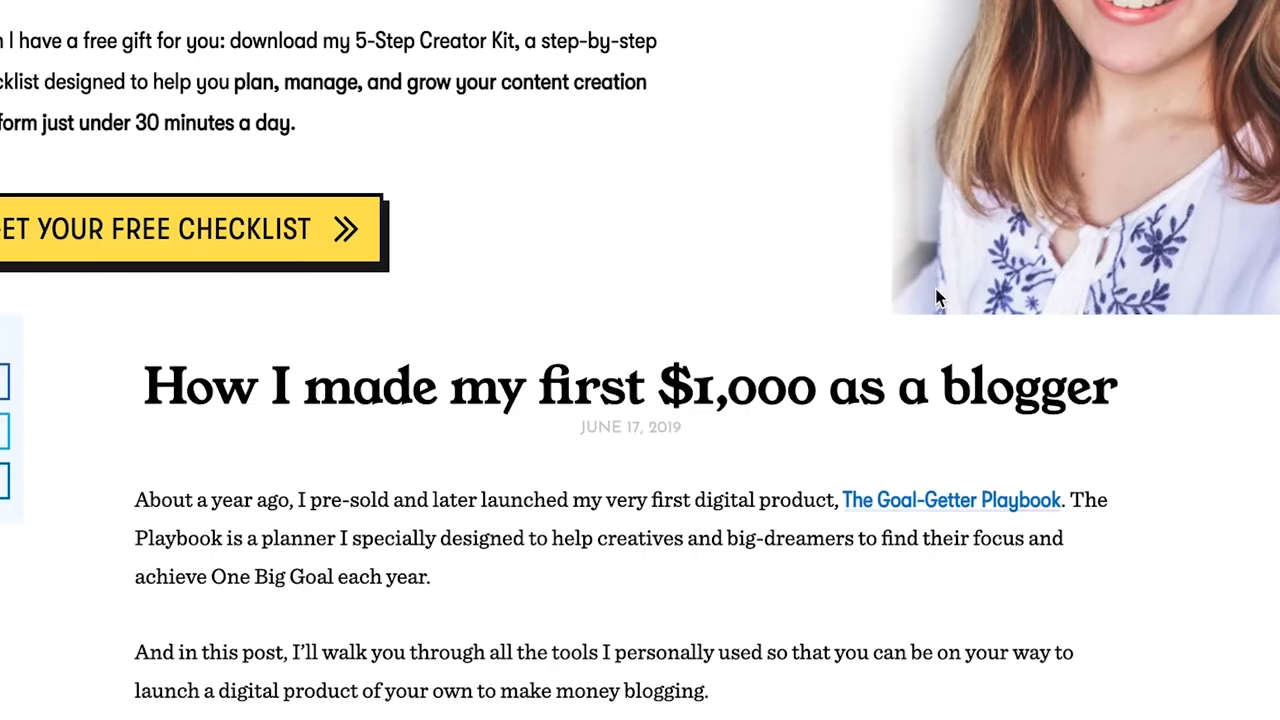 I have a free gift for you: download my 5-Step Creator Kit, a step-by-step
designed to help you plan, manage, and grow your content creation
just under 30 minutes a day.
YOUR FREE CHECKLIST
How I made my first $1,000 as a blogger
JUNE 17, 2019
About a year ago, I pre-sold and later launched my very first digital product, The Goal-Getter Playbook. The
Playbook is a planner I specially designed to help creatives and big-dreamers to find their focus and
achieve One Big Goal each year.
And in this post, I'll walk you through all the tools I personally used so that you can be on your way to
launch a digital product of your own to make money blogging.